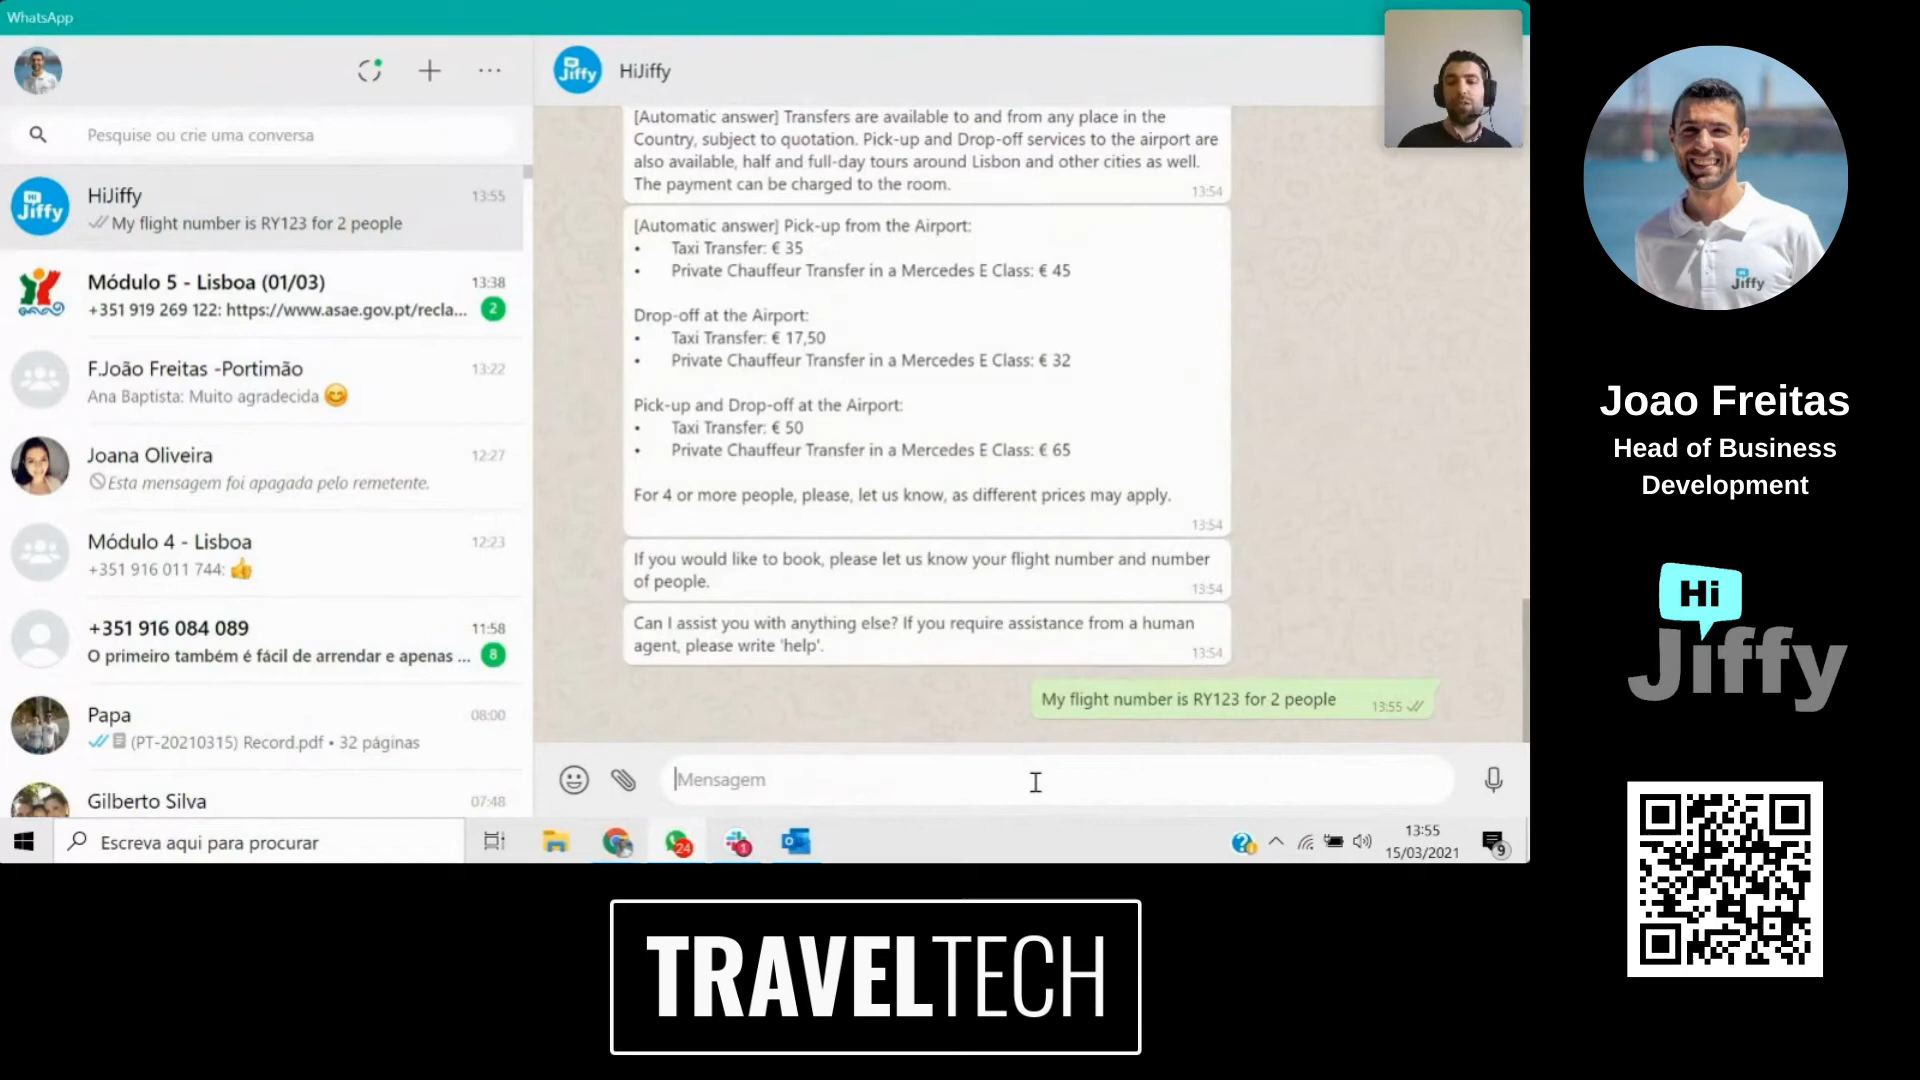 WhatsApp
Pesquise ou crie uma conversa
HiJiffy
13:55
My flight number is RY123 for 2 people
Módulo 5 - Lisboa (01/03)
13:38
+351 919 269 122: https://www.asae.gov.pt/recla...
2
F.João Freitas -Portimão
13:22
Ana Baptista: Muito agradecida
Joana Oliveira
12:27
Esta mensagem foi apagada pelo remetente.
Módulo 4 - Lisboa
12:23
+351 916 011 744:
+351 916 084 089
11:58
O primeiro também é fácil de arrendar e apenas ...
8
Papa
08:00
(PT-20210315) Record.pdf • 32 páginas
Gilberto Silva
07:48
Hi
Jiffy
HiJiffy
[Automatic answer] Transfers are available to and from any place in the
Country, subject to quotation. Pick-up and Drop-off services to the airport are
also available, half and full-day tours around Lisbon and other cities as well.
The payment can be charged to the room.
13:54
[Automatic answer] Pick-up from the Airport:
• Taxi Transfer: € 35
• Private Chauffeur Transfer in a Mercedes E Class: € 45
Drop-off at the Airport:
• Taxi Transfer: € 17,50
• Private Chauffeur Transfer in a Mercedes E Class: € 32
Pick-up and Drop-off at the Airport:
• Taxi Transfer: € 50
• Private Chauffeur Transfer in a Mercedes E Class: € 65
For 4 or more people, please, let us know, as different prices may apply.
13:54
If you would like to book, please let us know your flight number and number
of people.
13:54
Can I assist you with anything else? If you require assistance from a human
agent, please write 'help'.
13:54
My flight number is RY123 for 2 people
13:55
Mensagem
Escreva aqui para procurar
24
1
13:55
15/03/2021
9
Hi
Jiffy
Joao Freitas
Head of Business
Development
Hi
Jiffy
TRAVELTECH